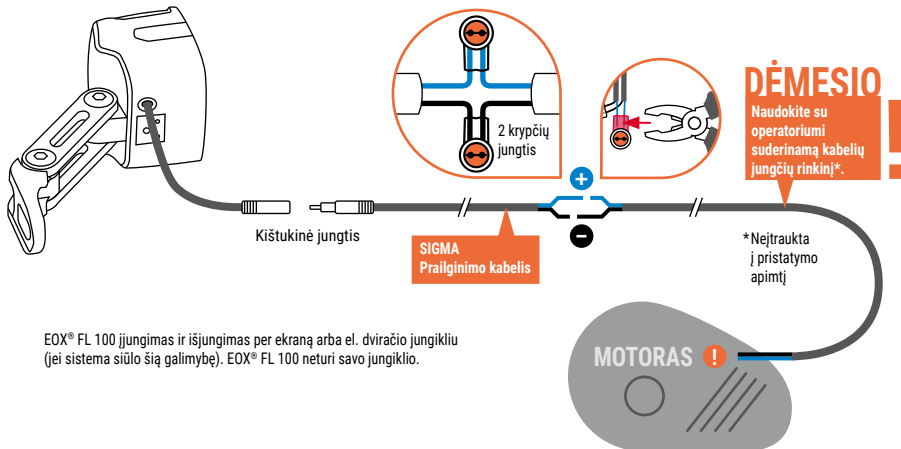 2 krypčių
jungtis
DĖMESIO
!
Naudokite su
operatoriumi
suderinamą kabelių
jungčių rinkinį*.
+
Kištukinė jungtis
–
SIGMA
Prailginimo kabelis
*Neįtraukta
į pristatymo
apimtį
EOX® FL 100 įjungimas ir išjungimas per ekraną arba el. dviračio jungikliu
(jei sistema siūlo šią galimybę). EOX® FL 100 neturi savo jungiklio.
MOTORAS !